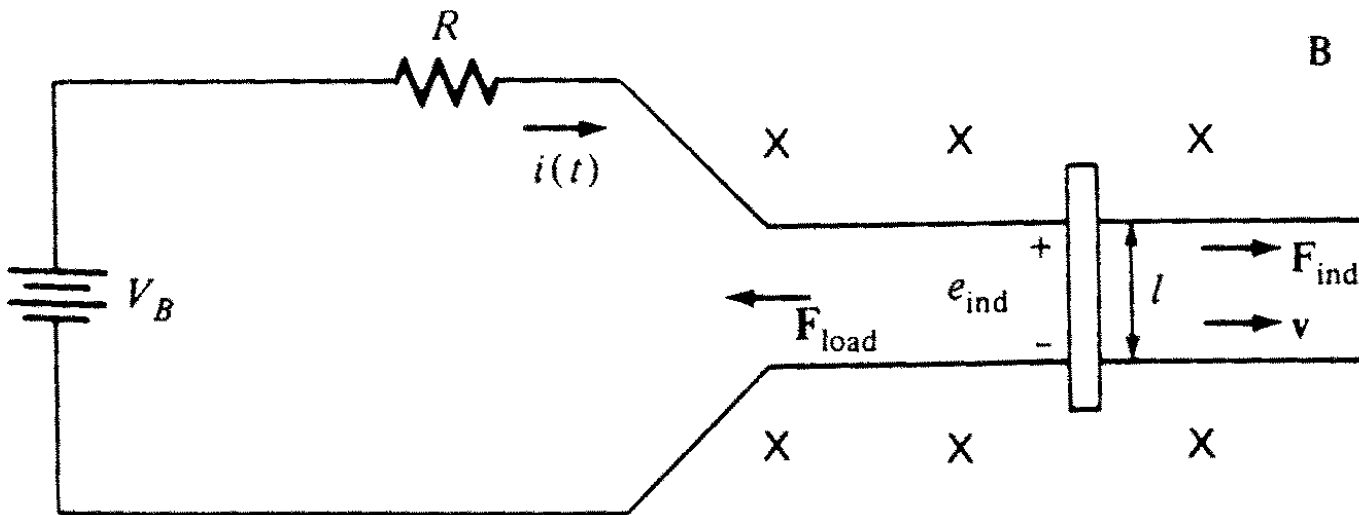 R
B
X X X
i(t)
+
F_ind
V_B
e_ind
l
F_load
v
-
X X X